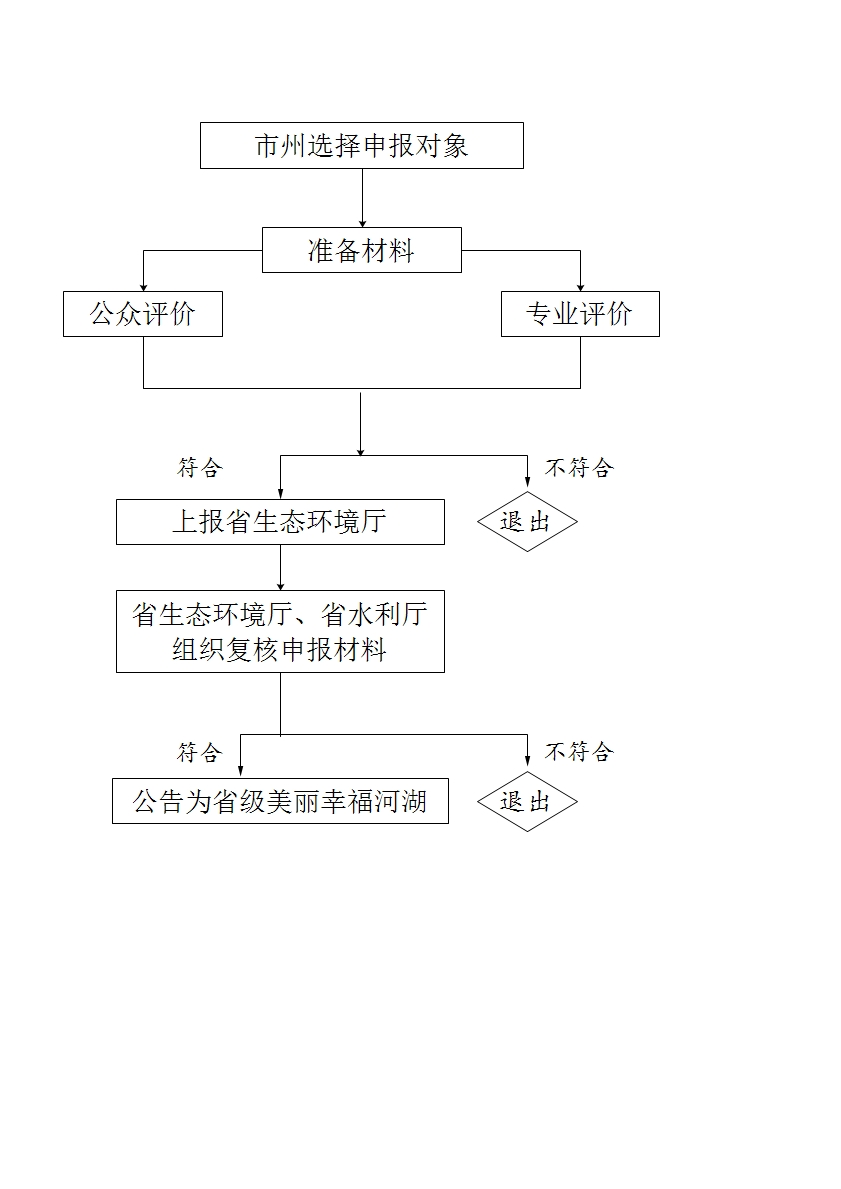 市州选择申报对象
准备材料
公众评价
专业评价
符合
不符合
上报省生态环境厅
退出
省生态环境厅、省水利厅
组织复核申报材料
符合
不符合
公告为省级美丽幸福河湖
退出